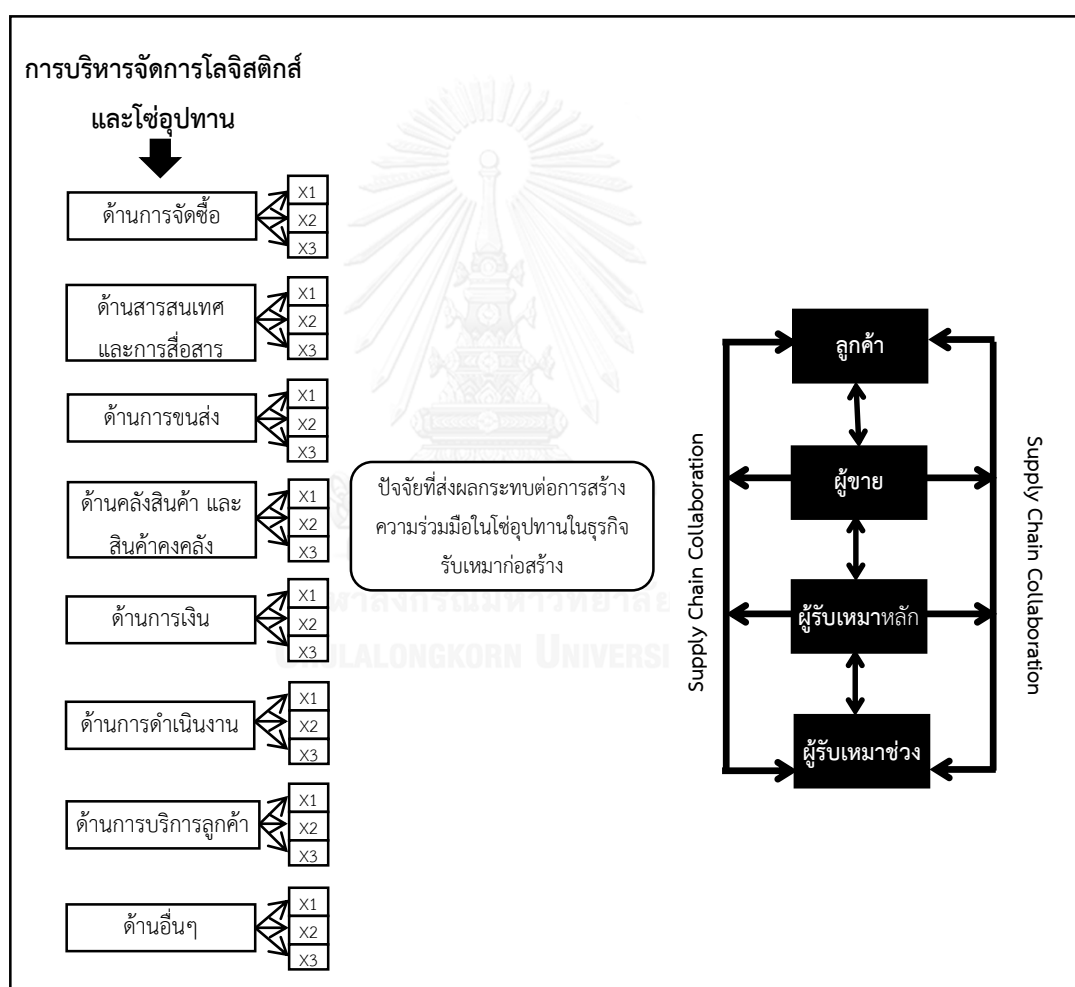 การบริหารจัดการโลจิสติกส์
และโซ่อุปทาน
ด้านการจัดซื้อ
X1
X2
X3
ด้านสารสนเทศ
และการสื่อสาร
X1
X2
X3
ด้านการขนส่ง
X1
X2
X3
ด้านคลังสินค้า และ
สินค้าคงคลัง
X1
X2
X3
ด้านการเงิน
X1
X2
X3
ด้านการดำเนินงาน
X1
X2
X3
ด้านการบริการลูกค้า
X1
X2
X3
ด้านอื่นๆ
X1
X2
X3
ปัจจัยที่ส่งผลกระทบต่อการสร้าง
ความร่วมมือในโซ่อุปทานในธุรกิจ
รับเหมาก่อสร้าง
Supply Chain Collaboration
ลูกค้า
ผู้ขาย
ผู้รับเหมาหลัก
ผู้รับเหมาช่วง
Supply Chain Collaboration